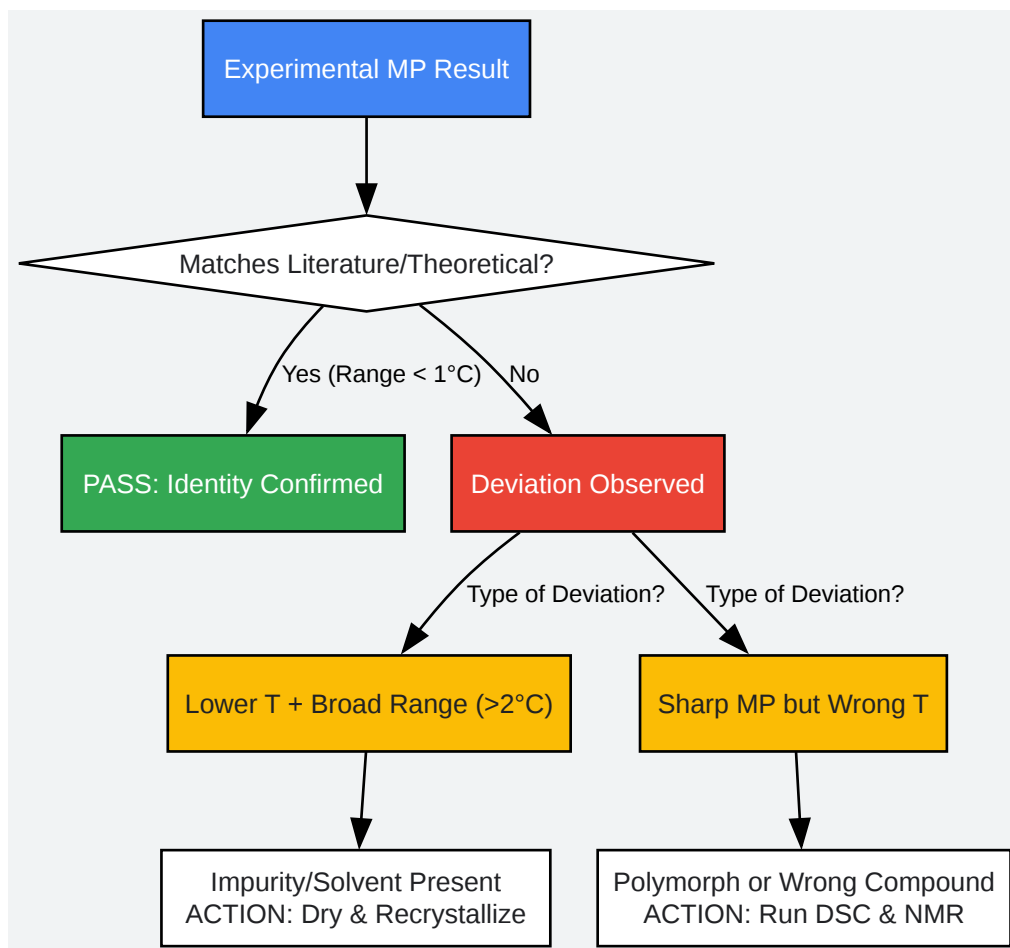 Experimental MP Result
Matches Literature/Theoretical?
Yes (Range < 1°C)
No
PASS: Identity Confirmed
Deviation Observed
Type of Deviation?
Type of Deviation?
Lower T + Broad Range (>2°C)
Sharp MP but Wrong T
Impurity/Solvent Present
ACTION: Dry & Recrystallize
Polymorph or Wrong Compound
ACTION: Run DSC & NMR